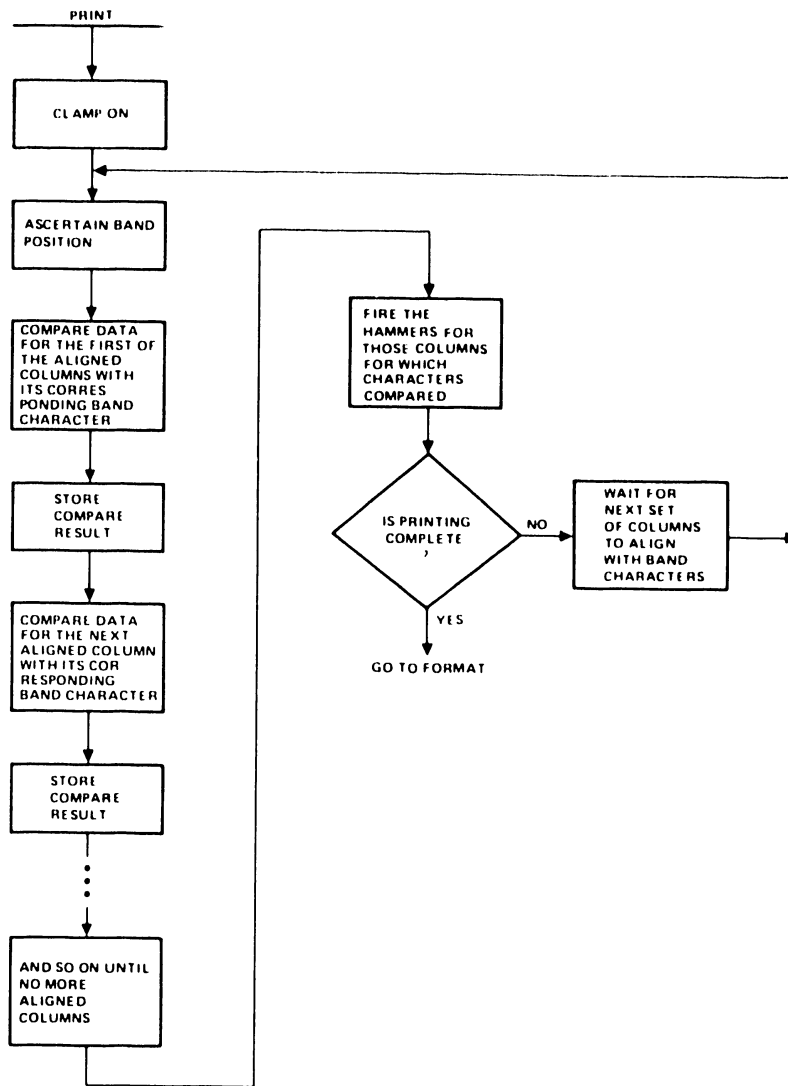 PRINT
CLAMP ON
ASCERTAIN BAND
POSITION
COMPARE DATA
FOR THE FIRST OF
THE ALIGNED
COLUMNS WITH
ITS CORRES
PONDING BAND
CHARACTER
STORE
COMPARE
RESULT
COMPARE DATA
FOR THE NEXT
ALIGNED COLUMN
WITH ITS COR
RESPONDING
BAND CHARACTER
STORE
COMPARE
RESULT
AND SO ON UNTIL
NO MORE
ALIGNED
COLUMNS
FIRE THE
HAMMERS FOR
THOSE COLUMNS
FOR WHICH
CHARACTERS
COMPARED
IS PRINTING
COMPLETE
?
NO
WAIT FOR
NEXT SET
OF COLUMNS
TO ALIGN
WITH BAND
CHARACTERS
YES
GO TO FORMAT